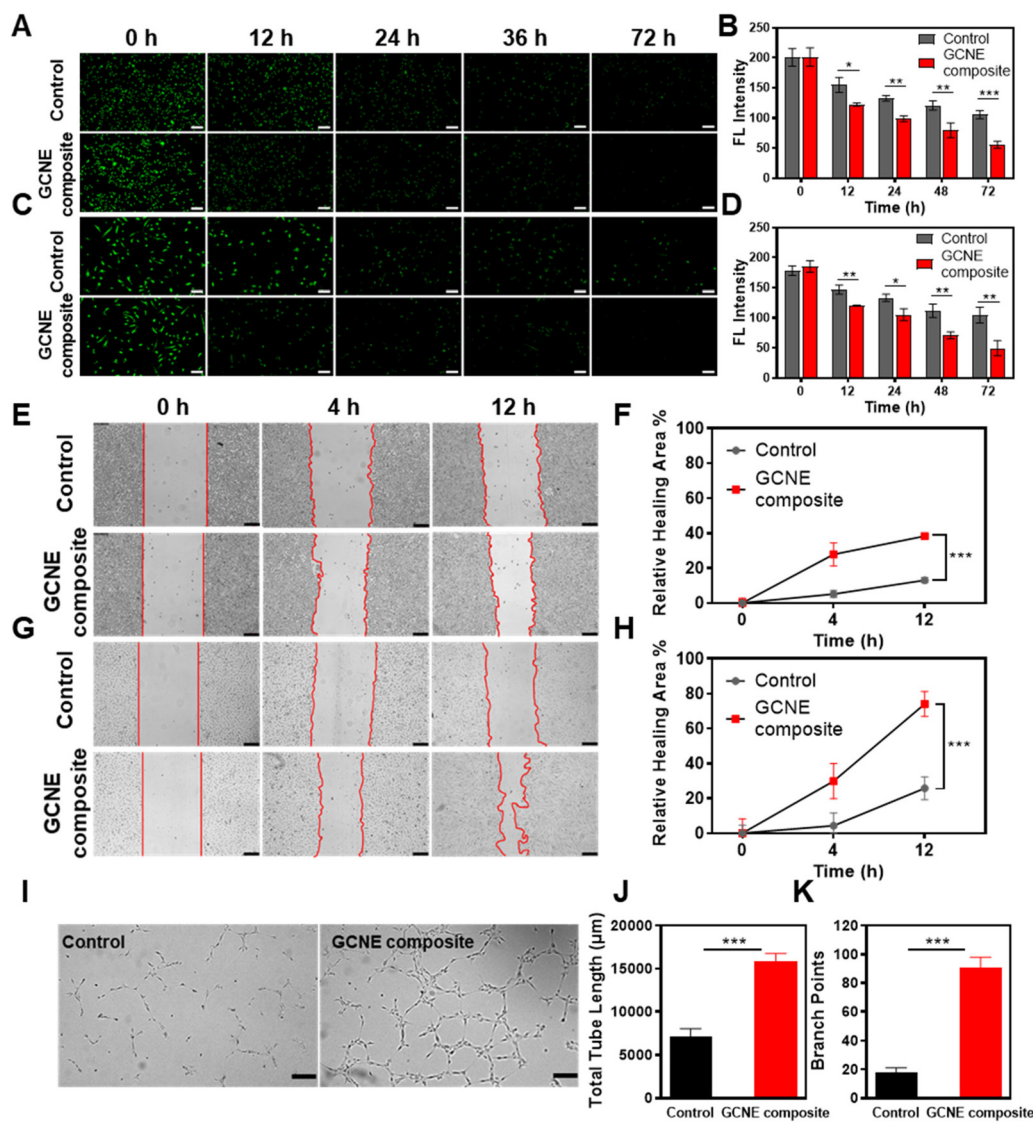 A
0 h 12 h 24 h 36 h 72 h
Control
GCNE
composite
B
FL Intensity
250
200
150
100
50
0
Control
GCNE
composite
* ** ** ***
0 12 24 48 72
Time (h)
C
Control
GCNE
composite
D
FL Intensity
250
200
150
100
50
0
Control
GCNE
composite
** * ** **
0 12 24 48 72
Time (h)
E
0 h 4 h 12 h
Control
GCNE
composite
F
Relative Healing Area %
100
80
60
40
20
0
Control
GCNE
composite
***
0 4 12
Time (h)
G
Control
GCNE
composite
H
Relative Healing Area %
100
80
60
40
20
0
Control
GCNE
composite
***
0 4 12
Time (h)
I
Control GCNE composite
J
Total Tube Length (μm)
20000
15000
10000
5000
0
***
Control GCNE composite
K
Branch Points
120
100
80
60
40
20
0
***
Control GCNE composite